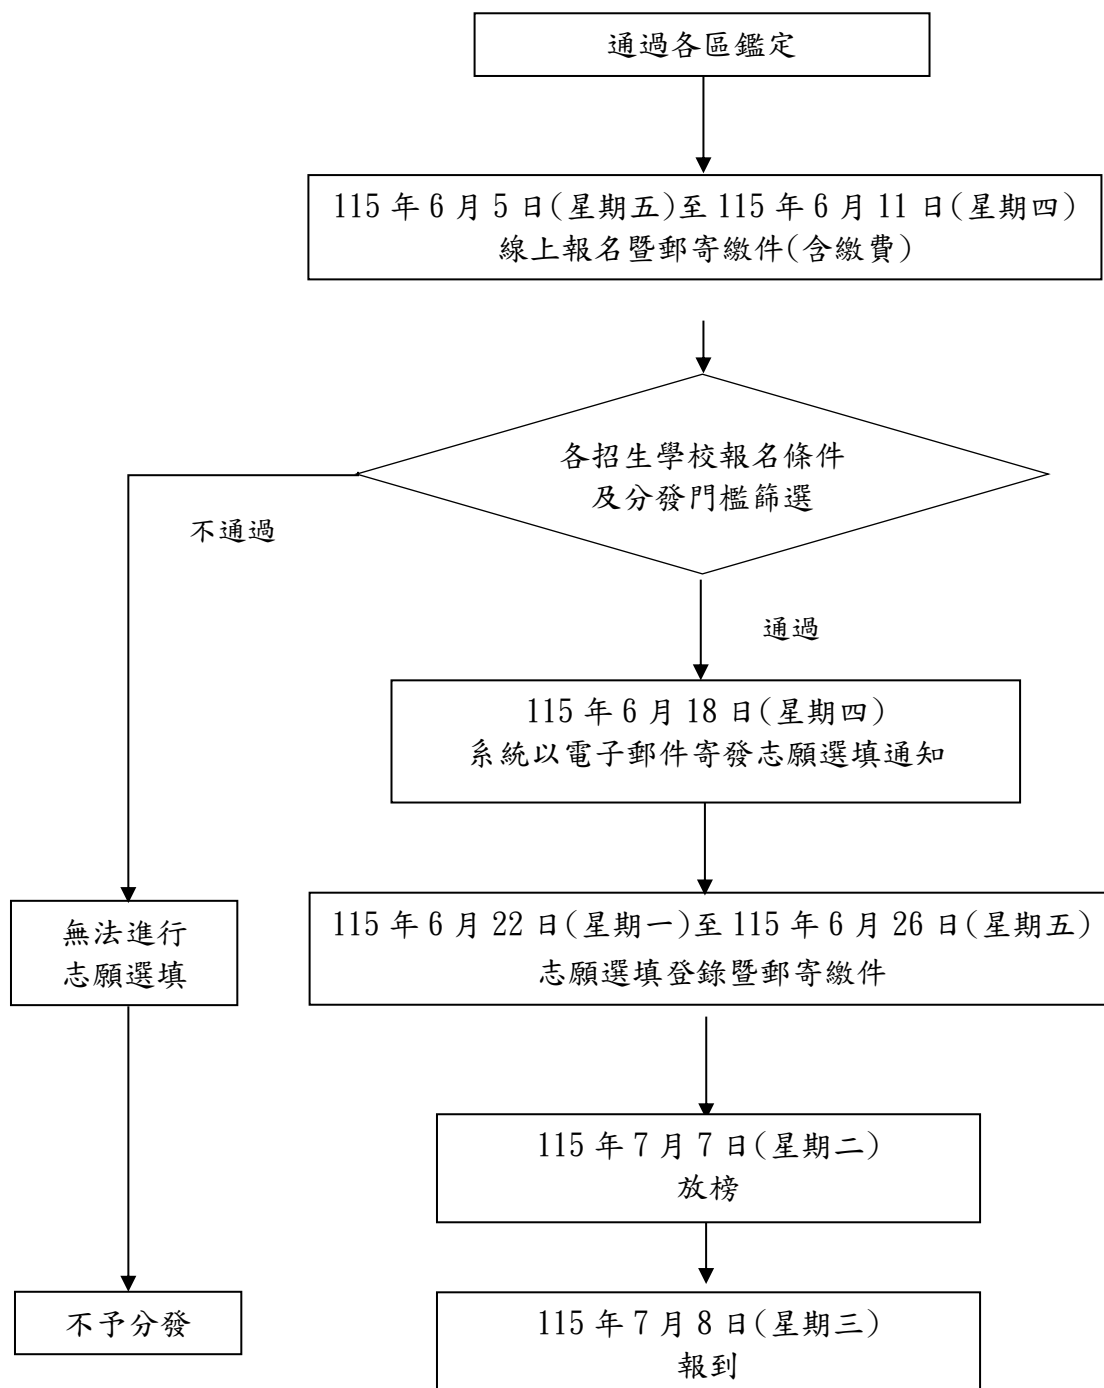 通過各區鑑定
115 年 6 月 5 日(星期五)至 115 年 6 月 11 日(星期四)
線上報名暨郵寄繳件(含繳費)
各招生學校報名條件
及分發門檻篩選
不通過
通過
115 年 6 月 18 日(星期四)
系統以電子郵件寄發志願選填通知
無法進行
志願選填
115 年 6 月 22 日(星期一)至 115 年 6 月 26 日(星期五)
志願選填登錄暨郵寄繳件
115 年 7 月 7 日(星期二)
放榜
不予分發
115 年 7 月 8 日(星期三)
報到